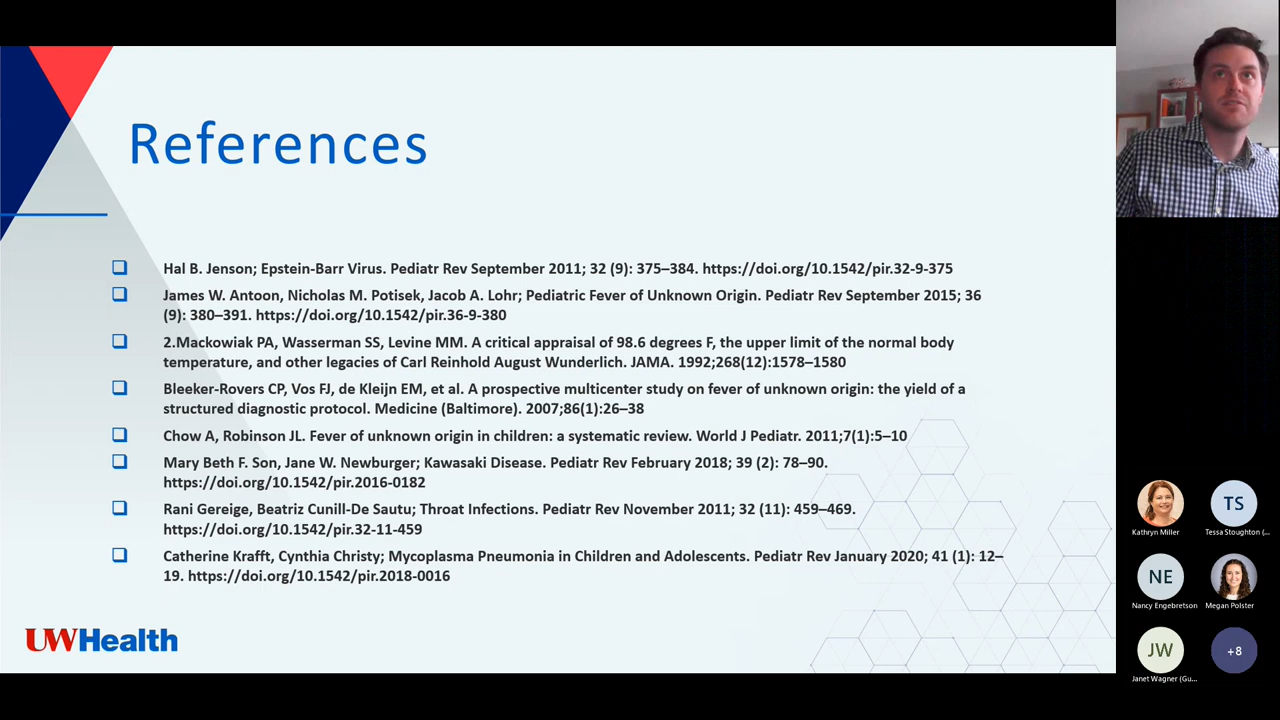 References
Hal B. Jenson; Epstein-Barr Virus. Pediatr Rev September 2011; 32 (9): 375–384. https://doi.org/10.1542/pir.32-9-375
James W. Antoon, Nicholas M. Potisek, Jacob A. Lohr; Pediatric Fever of Unknown Origin. Pediatr Rev September 2015; 36
(9): 380–391. https://doi.org/10.1542/pir.36-9-380
2.Mackowiak PA, Wasserman SS, Levine MM. A critical appraisal of 98.6 degrees F, the upper limit of the normal body
temperature, and other legacies of Carl Reinhold August Wunderlich. JAMA. 1992;268(12):1578–1580
Bleeker-Rovers CP, Vos FJ, de Kleijn EM, et al. A prospective multicenter study on fever of unknown origin: the yield of a
structured diagnostic protocol. Medicine (Baltimore). 2007;86(1):26–38
Chow A, Robinson JL. Fever of unknown origin in children: a systematic review. World J Pediatr. 2011;7(1):5–10
Mary Beth F. Son, Jane W. Newburger; Kawasaki Disease. Pediatr Rev February 2018; 39 (2): 78–90.
https://doi.org/10.1542/pir.2016-0182
Rani Gereige, Beatriz Cunill-De Sautu; Throat Infections. Pediatr Rev November 2011; 32 (11): 459–469.
https://doi.org/10.1542/pir.32-11-459
Catherine Krafft, Cynthia Christy; Mycoplasma Pneumonia in Children and Adolescents. Pediatr Rev January 2020; 41 (1): 12–
19. https://doi.org/10.1542/pir.2018-0016
UWHealth
TS
Kathryn Miller
Tessa Stoughton (...
NE
Nancy Engebretson
Megan Polster
JW
+8
Janet Wagner (Gu...